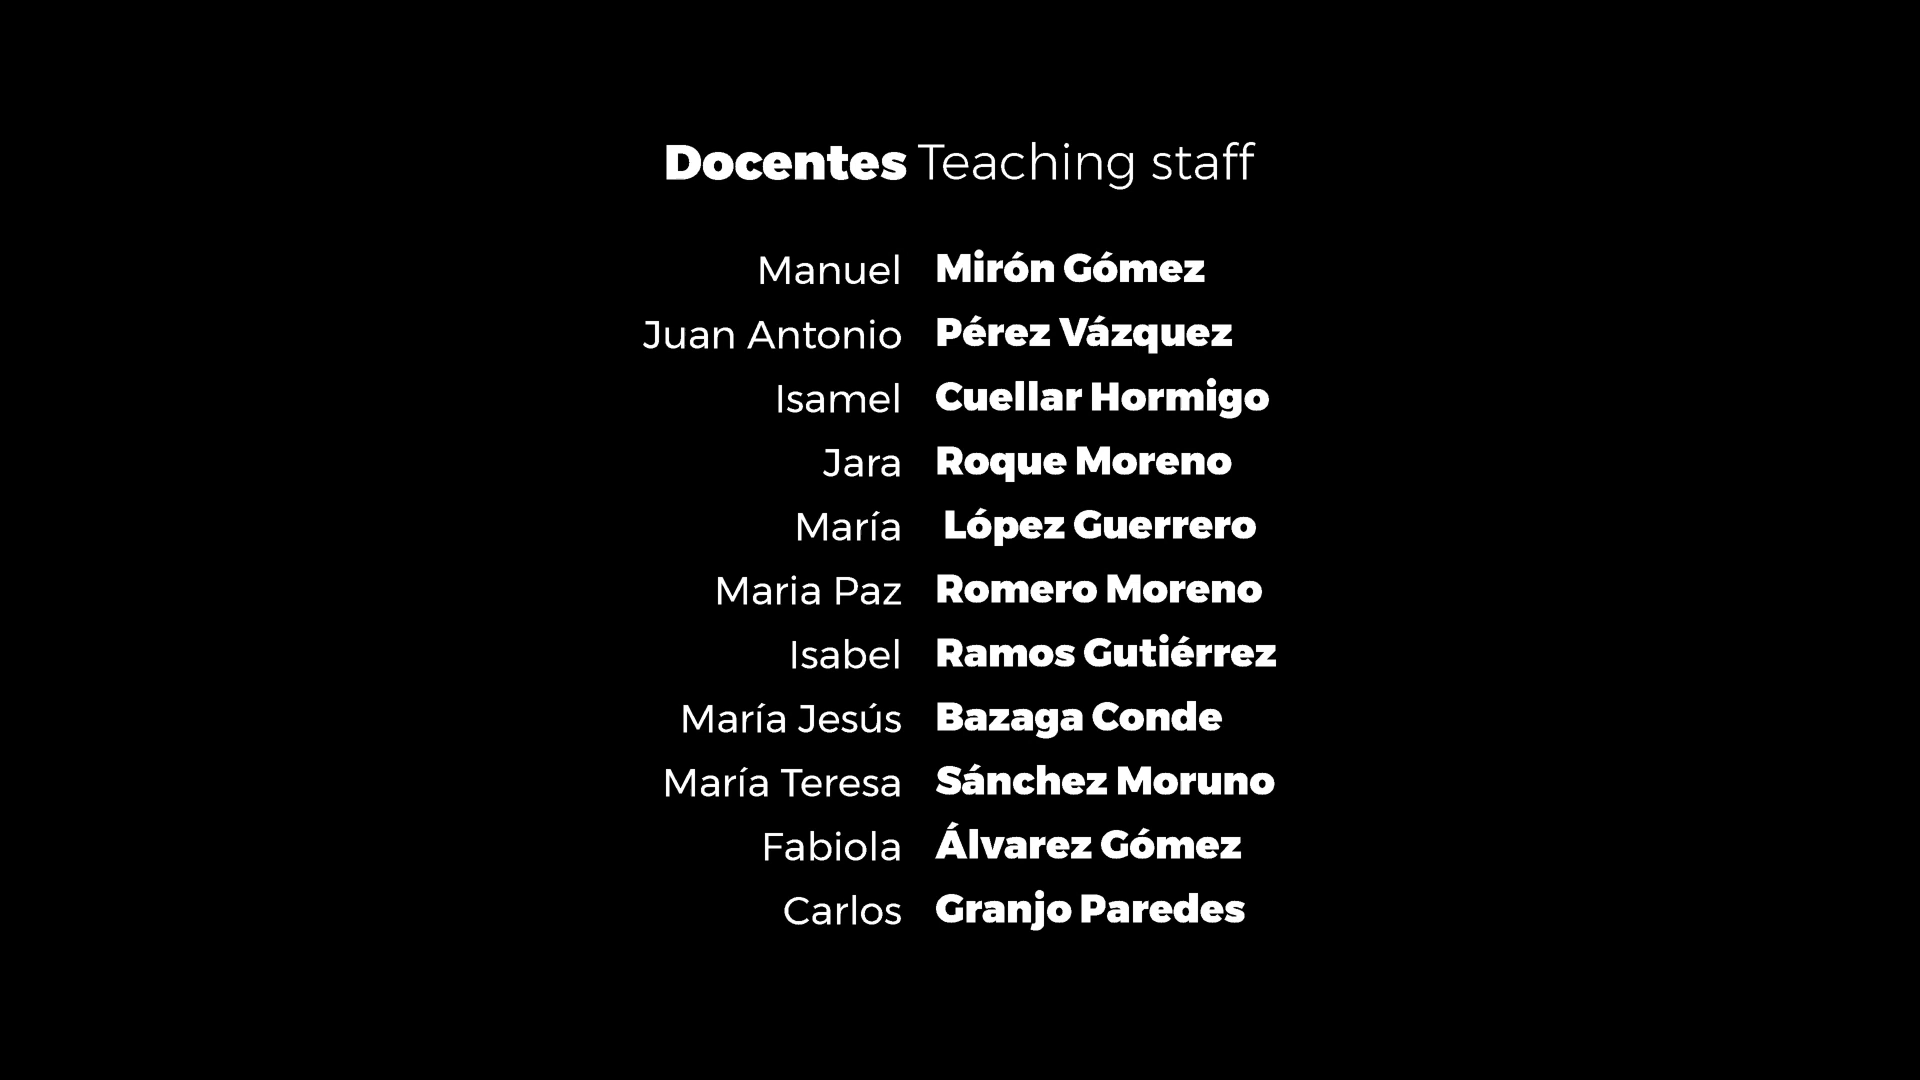 Docentes Teaching staff
Manuel Mirón Gómez
Juan Antonio Pérez Vázquez
Isamel Cuellar Hormigo
Jara Roque Moreno
María López Guerrero
Maria Paz Romero Moreno
Isabel Ramos Gutiérrez
María Jesús Bazaga Conde
María Teresa Sánchez Moruno
Fabiola Álvarez Gómez
Carlos Granjo Paredes